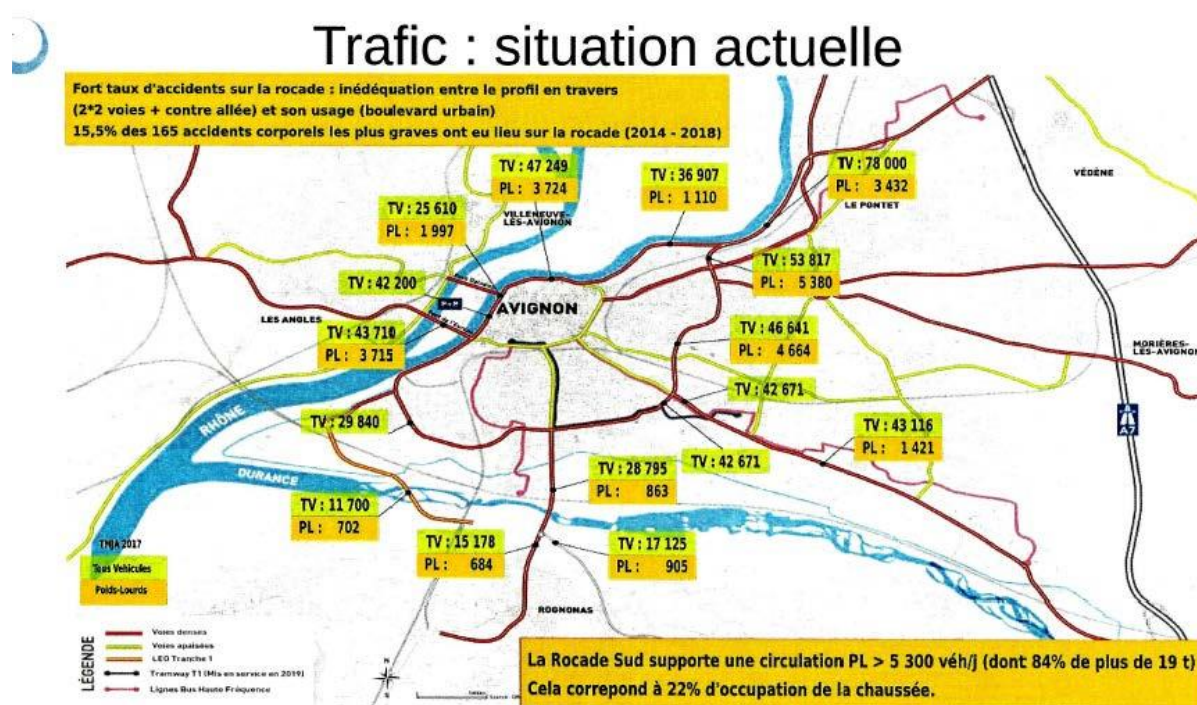 Trafic : situation actuelle
Fort taux d'accidents sur la rocade : inédéquation entre le profil en travers
(2*2 voies + contre allée) et son usage (boulevard urbain)
15,5% des 165 accidents corporels les plus graves ont eu lieu sur la rocade (2014 - 2018)
TV : 47 249
PL : 3 724
TV : 36 907
PL : 1 110
TV : 78 000
PL : 3 432
VÉDÈNE
LE PONTET
TV : 25 610
PL : 1 997
VILLENEUVE-
LÈS-AVIGNON
TV : 53 817
PL : 5 380
TV : 42 200
AVIGNON
LES ANGLES
TV : 43 710
PL : 3 715
TV : 46 641
PL : 4 664
MORIÈRES-
LÈS-AVIGNON
TV : 42 671
RHÔNE
TV : 29 840
TV : 43 116
PL : 1 421
A7
TV : 42 671
DURANCE
TV : 28 795
PL : 863
TV : 11 700
PL : 702
TV : 15 178
PL : 684
TV : 17 125
PL : 905
TMJA 2017
Tous Vehicules
Poids-Lourds
ROGNONAS
LÉGENDE
Voies denses
Voies apaisées
LEO Tranche 1
Tramway T1 (Mis en service en 2019)
Lignes Bus Haute Fréquence
N
S
La Rocade Sud supporte une circulation PL > 5 300 véh/j (dont 84% de plus de 19 t)
Cela correpond à 22% d'occupation de la chaussée.